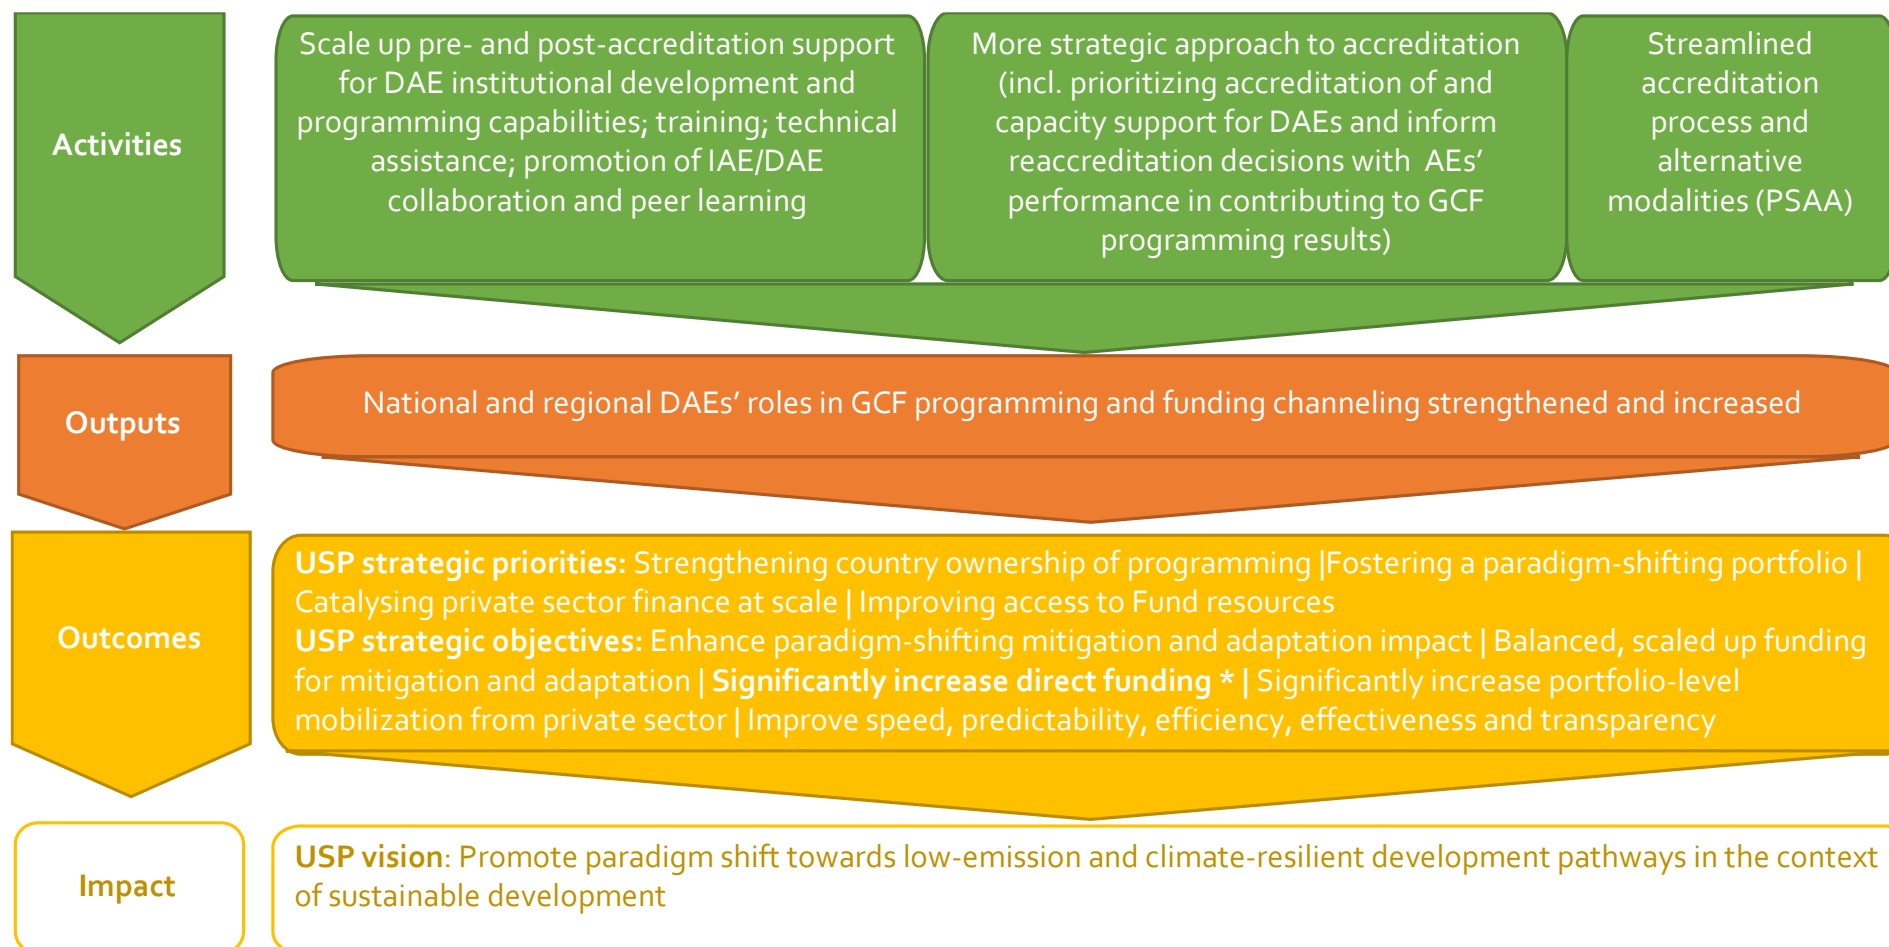 Activities
Scale up pre- and post-accreditation support
for DAE institutional development and
programming capabilities; training; technical
assistance; promotion of IAE/DAE
collaboration and peer learning
More strategic approach to accreditation
(incl. prioritizing accreditation of and
capacity support for DAEs and inform
reaccreditation decisions with AEs’
performance in contributing to GCF
programming results)
Streamlined
accreditation
process and
alternative
modalities (PSAA)
Outputs
National and regional DAEs’ roles in GCF programming and funding channeling strengthened and increased
Outcomes
USP strategic priorities: Strengthening country ownership of programming |Fostering a paradigm-shifting portfolio |
Catalysing private sector finance at scale | Improving access to Fund resources
USP strategic objectives: Enhance paradigm-shifting mitigation and adaptation impact | Balanced, scaled up funding
for mitigation and adaptation | Significantly increase direct funding * | Significantly increase portfolio-level
mobilization from private sector | Improve speed, predictability, efficiency, effectiveness and transparency
Impact
USP vision: Promote paradigm shift towards low-emission and climate-resilient development pathways in the context
of sustainable development